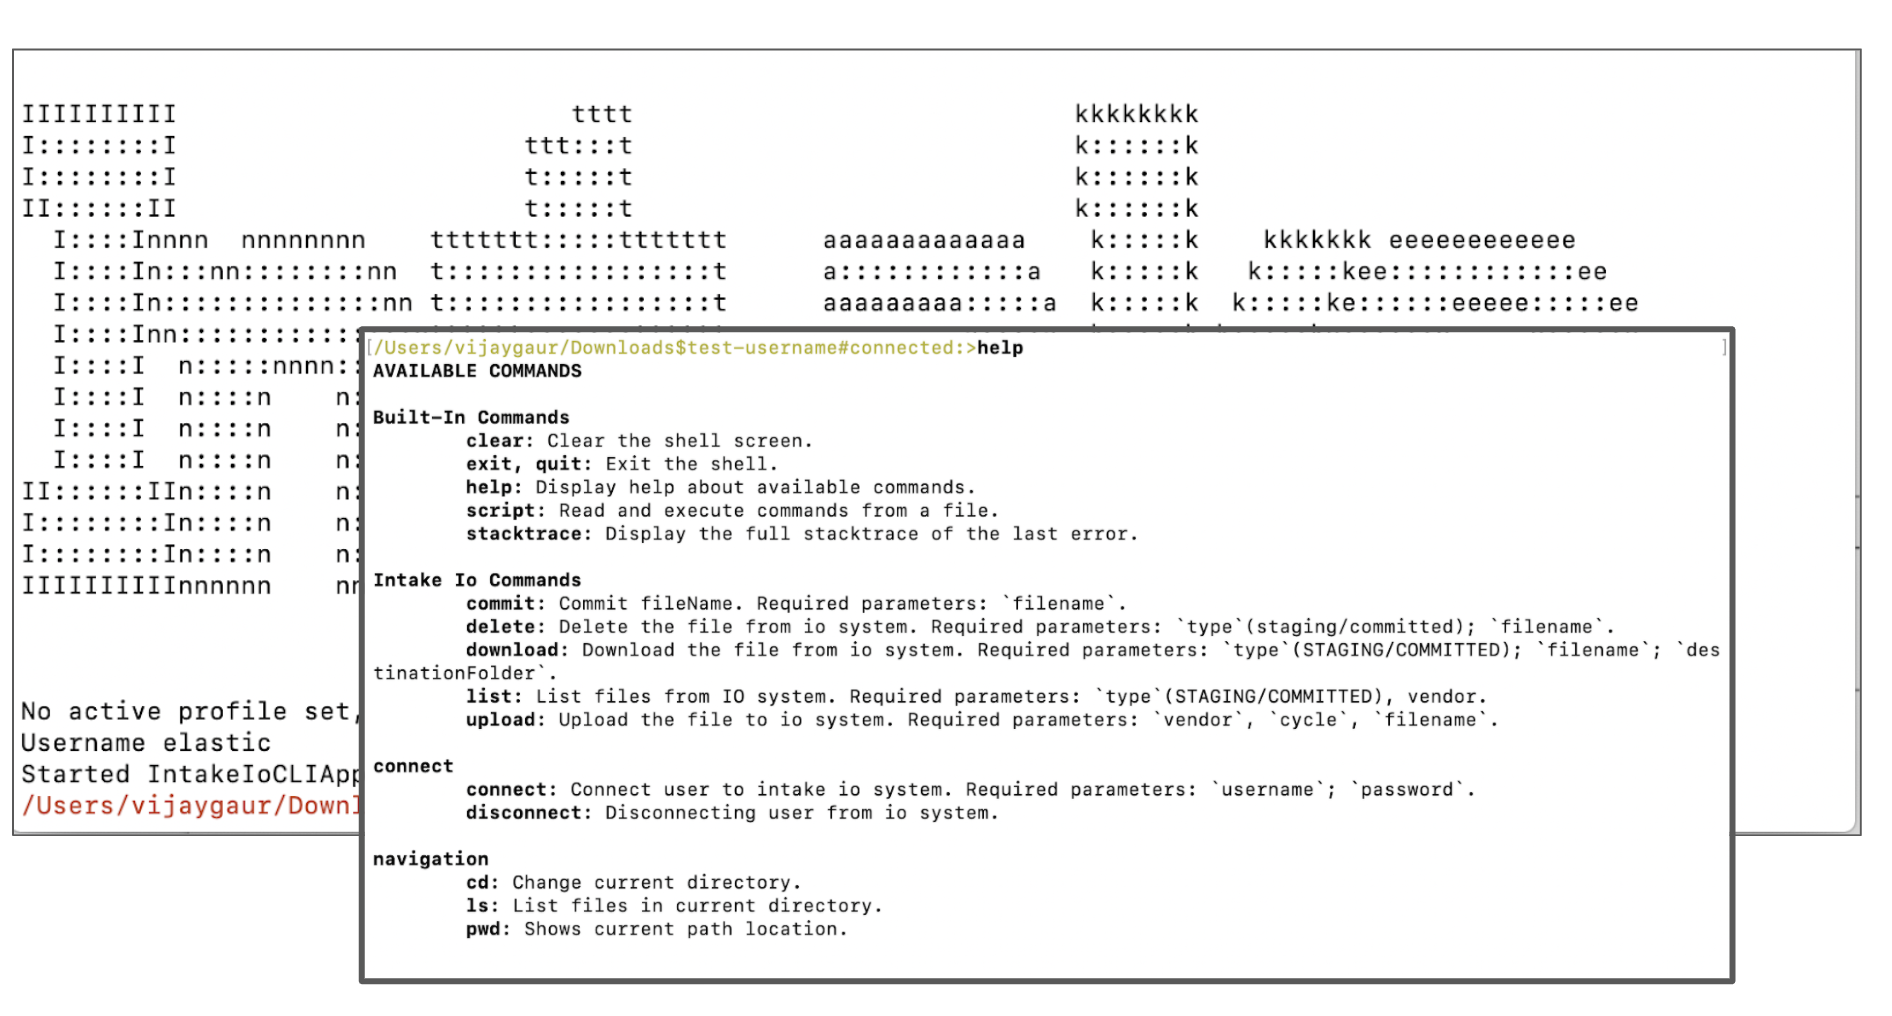 IIIIIIIIII                         tttt                            kkkkkkkk
I::::::::I                      ttt:::t                            k::::::k
I::::::::I                      t:::::t                            k::::::k
II::::::II                      t:::::t                            k::::::k
  I::::Innnn  nnnnnnnn    ttttttt:::::ttttttt      aaaaaaaaaaaaa    k:::::k    kkkkkkk eeeeeeeeeeee
  I::::In:::nn::::::::nn  t:::::::::::::::::t      a::::::::::::a   k:::::k   k:::::kee::::::::::::ee
  I::::In::::::::::::::nn t:::::::::::::::::t      aaaaaaaaa:::::a  k:::::k  k:::::ke::::::eeeee:::::ee
  I::::Inn::::::::::::
  I::::I  n:::::nnnn::
  I::::I  n::::n    n:
  I::::I  n::::n    n:
  I::::I  n::::n    n:
II::::::IIn::::n    n:
I::::::::In::::n    n:
I::::::::In::::n    n:
IIIIIIIIIInnnnnn    nn
No active profile set,
Username elastic
Started IntakeIoCLIApp
/Users/vijaygaur/Downl
[/Users/vijaygaur/Downloads$test-username#connected:>help ]
AVAILABLE COMMANDS
Built-In Commands
clear: Clear the shell screen.
exit, quit: Exit the shell.
help: Display help about available commands.
script: Read and execute commands from a file.
stacktrace: Display the full stacktrace of the last error.
Intake Io Commands
commit: Commit fileName. Required parameters: `filename`.
delete: Delete the file from io system. Required parameters: `type`(staging/committed); `filename`.
download: Download the file from io system. Required parameters: `type`(STAGING/COMMITTED); `filename`; `des
tinationFolder`.
list: List files from IO system. Required parameters: `type`(STAGING/COMMITTED), vendor.
upload: Upload the file to io system. Required parameters: `vendor`, `cycle`, `filename`.
connect
connect: Connect user to intake io system. Required parameters: `username`; `password`.
disconnect: Disconnecting user from io system.
navigation
cd: Change current directory.
ls: List files in current directory.
pwd: Shows current path location.